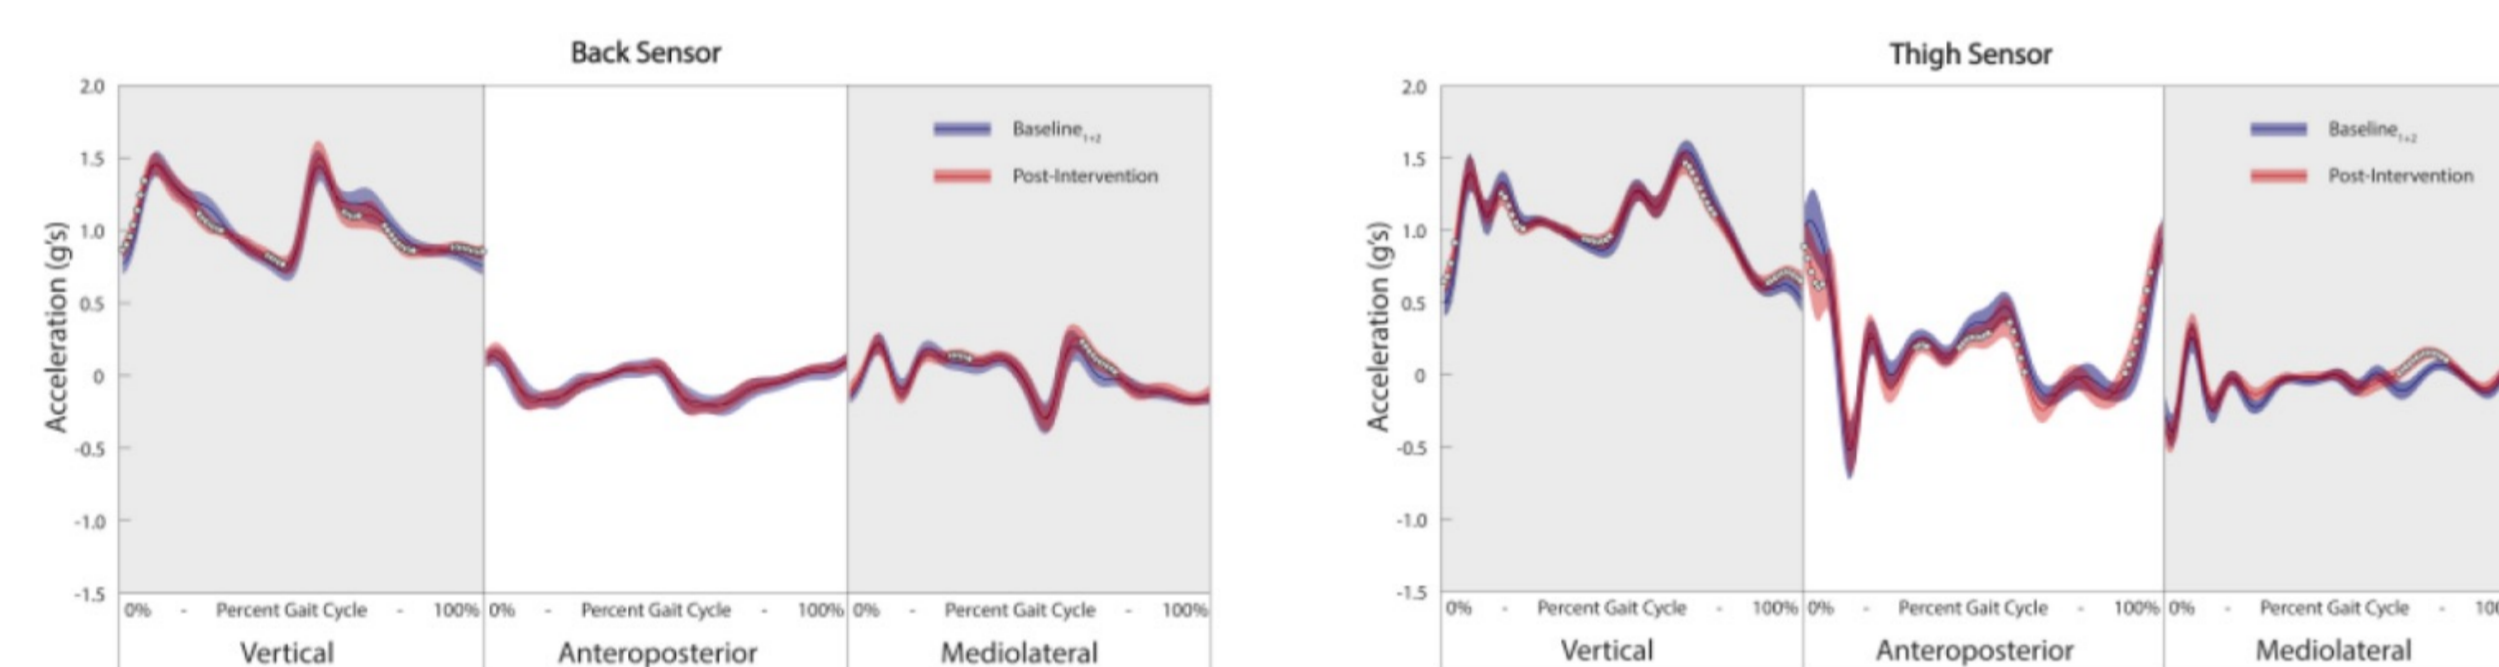 Back Sensor
2.0
1.5
1.0
0.5
0
-0.5
-1.0
-1.5
Acceleration (g's)
Baseline1+2
Post-Intervention
0% - Percent Gait Cycle - 100%
0% - Percent Gait Cycle - 100%
0% - Percent Gait Cycle - 100%
Vertical
Anteroposterior
Mediolateral
Thigh Sensor
2.0
1.5
1.0
0.5
0
-0.5
-1.0
-1.5
Acceleration (g's)
Baseline1+2
Post-Intervention
0% - Percent Gait Cycle - 100%
0% - Percent Gait Cycle - 100%
0% - Percent Gait Cycle - 
Vertical
Anteroposterior
Mediolateral